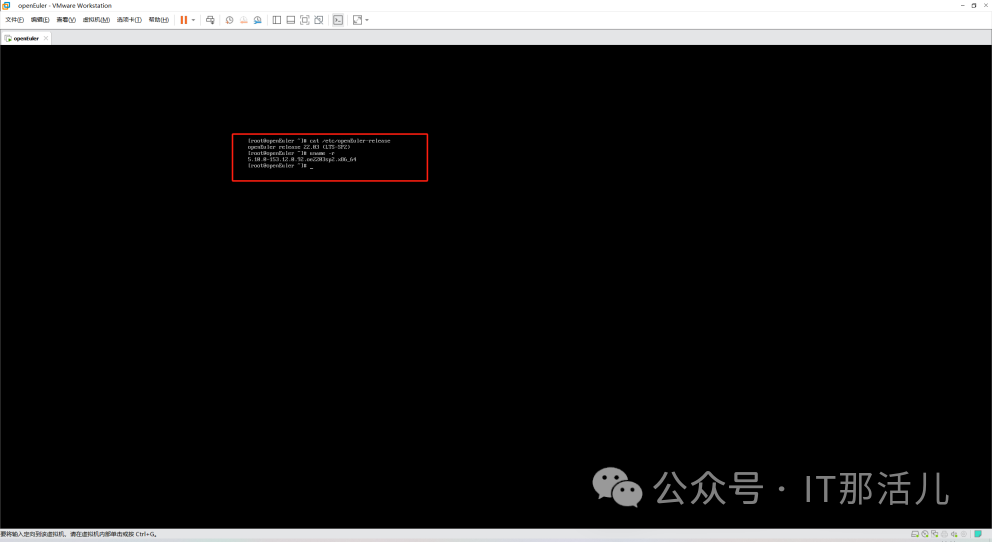 openEuler - VMware Workstation
文件(F) 编辑(E) 查看(V) 虚拟机(M) 选项卡(T) 帮助(H)
openEuler
[root@openEuler ~]# cat /etc/openEuler-release
openEuler release 22.03 (LTS-SP2)
[root@openEuler ~]# uname -r
5.10.0-153.12.0.92.oe2203sp2.x86_64
[root@openEuler ~]# _
公众号 · IT那活儿
要将输入定向到该虚拟机，请在虚拟机内部单击或按 Ctrl+G。